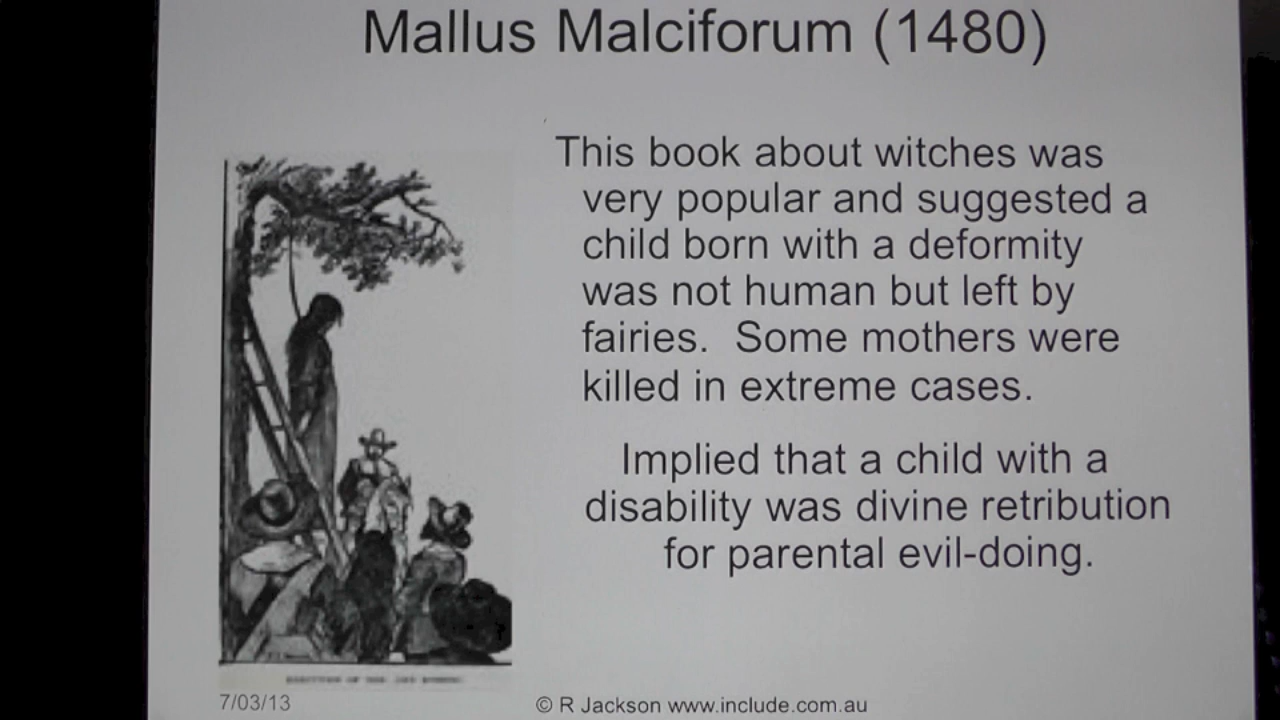 Mallus Malciforum (1480)
This book about witches was
very popular and suggested a
child born with a deformity
was not human but left by
fairies.  Some mothers were
killed in extreme cases.
Implied that a child with a
disability was divine retribution
for parental evil-doing.
7/03/13
© R Jackson www.include.com.au